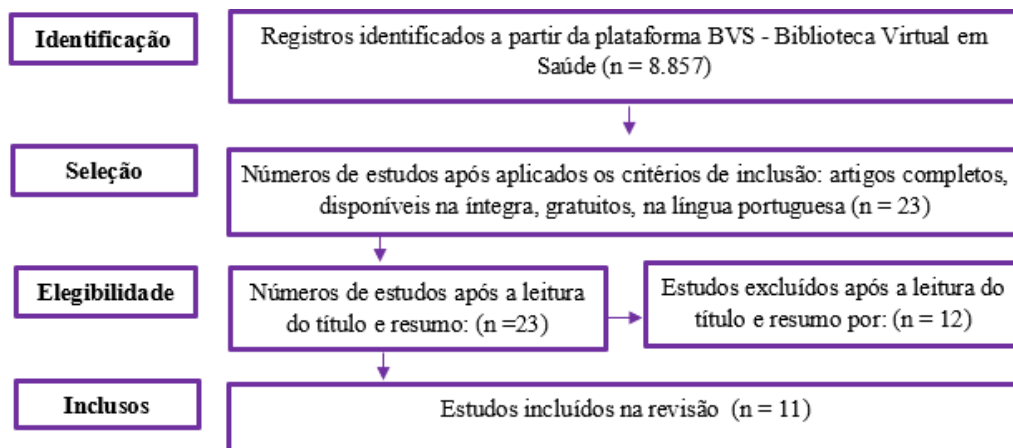 Identificação
Registros identificados a partir da plataforma BVS - Biblioteca Virtual em
Saúde (n = 8.857)
Seleção
Números de estudos após aplicados os critérios de inclusão: artigos completos,
disponíveis na íntegra, gratuitos, na língua portuguesa (n = 23)
Elegibilidade
Números de estudos após a leitura
do título e resumo: (n =23)
Estudos excluídos após a leitura do
título e resumo por: (n = 12)
Inclusos
Estudos incluídos na revisão (n = 11)